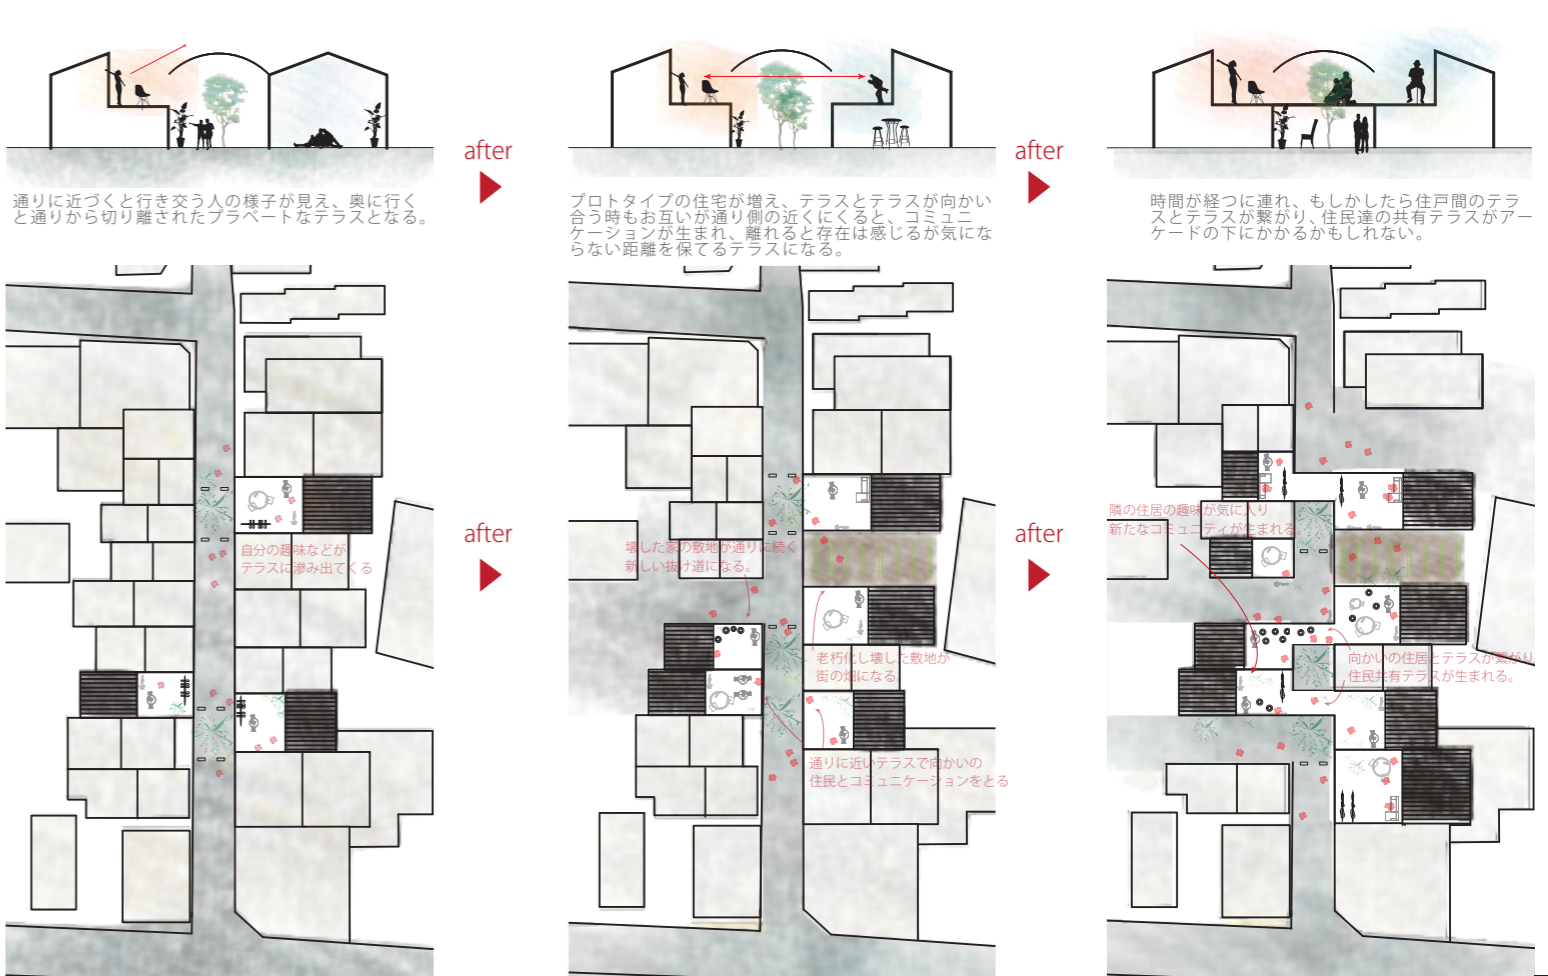 after
after
通りに近づくと行き交う人の様子が見え、奥に行く
と通りから切り離されたプラベートなテラスとなる。
プロトタイプの住宅が増え、テラスとテラスが向かい
合う時もお互いが通り側の近くにくると、コミュニ
ケーションが生まれ、離れると存在は感じるが気にな
らない距離を保てるテラスになる。
時間が経つに連れ、もしかしたら住戸間のテラ
スとテラスが繋がり、住民達の共有テラスがアー
ケードの下にかかるかもしれない。
after
after
自分の趣味などが
テラスに滲み出てくる
壊した家の敷地が通りに続く
新しい抜け道になる。
老朽化し壊した敷地が
街の畑になる。
通りに近いテラスで向かいの
住民とコミュニケーションをとる
隣の住居の趣味が気に入り
新たなコミュニティが生まれる。
向かいの住居とテラスが繋がり
住民共有テラスが生まれる。